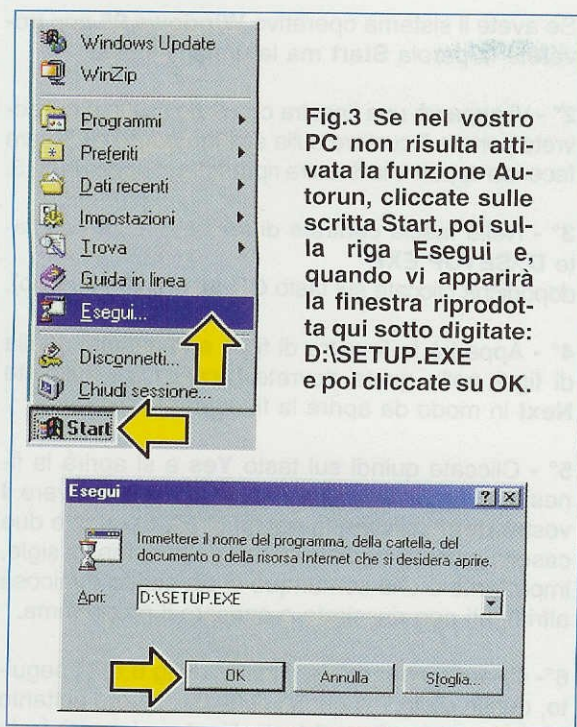 Windows Update
WinZip
Programmi
Preferiti
Dati recenti
Impostazioni
Trova
Guida in linea
Esegui...
Disconnetti...
Chiudi sessione...
Start
Fig.3 Se nel vostro
PC non risulta atti-
vata la funzione Au-
torun, cliccate sulle
scritta Start, poi sul-
la riga Esegui e,
quando vi apparirà
la finestra riprodot-
ta qui sotto digitate:
D:\SETUP.EXE
e poi cliccate su OK.
Esegui
Immettere il nome del programma, della cartella, del
documento o della risorsa Internet che si desidera aprire.
Apri:
D:\SETUP.EXE
OK
Annulla
Sfoglia...